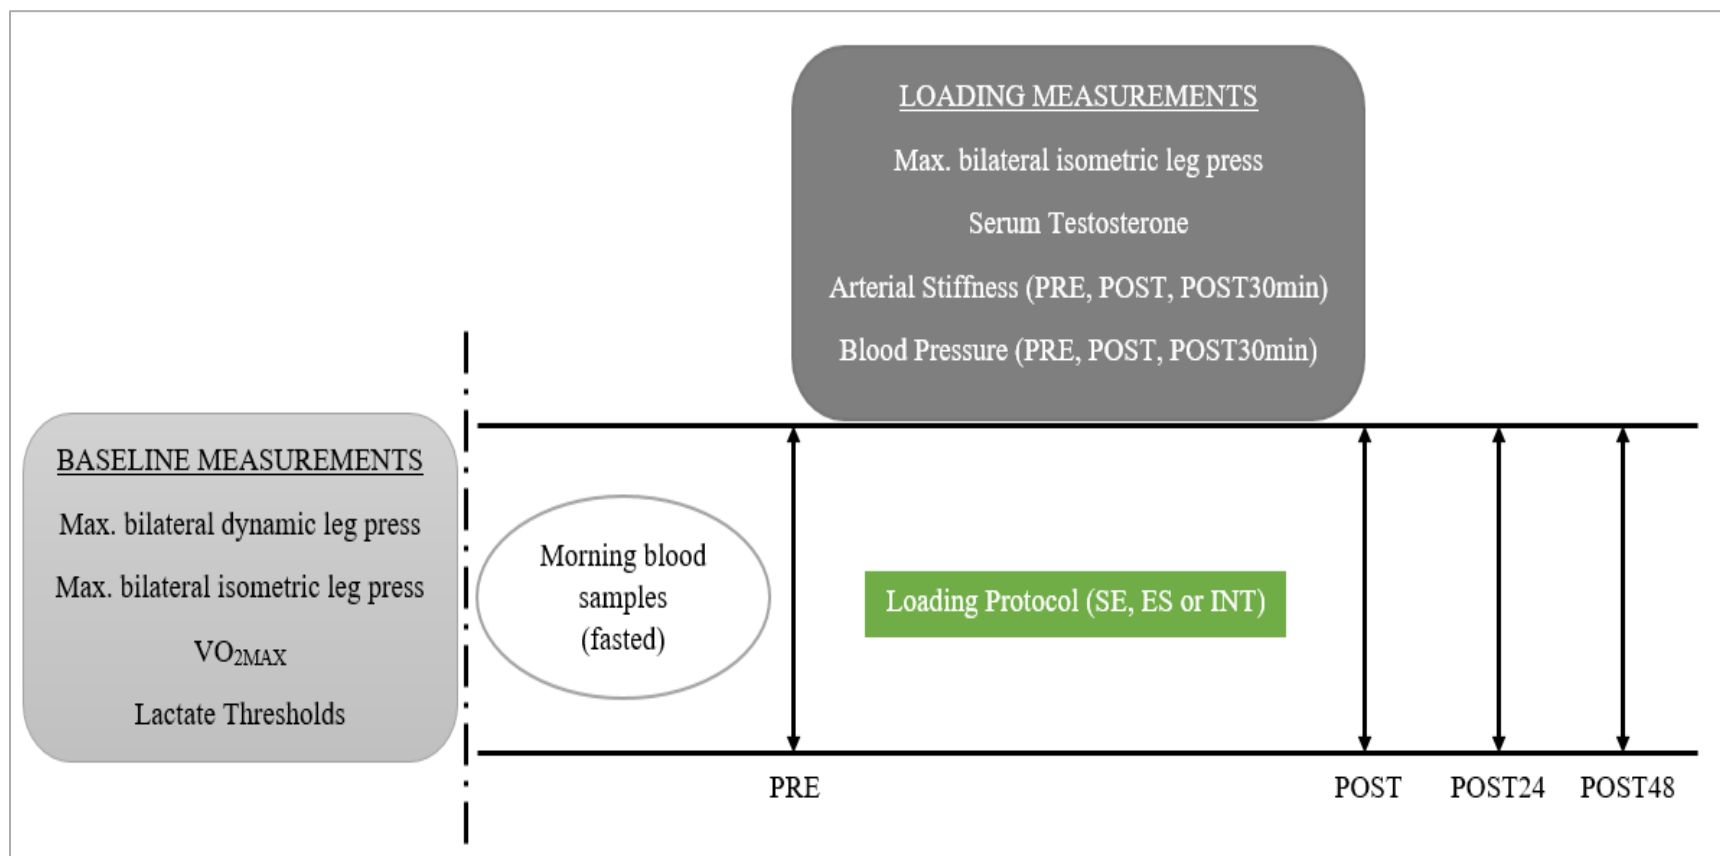 LOADING MEASUREMENTS
Max. bilateral isometric leg press
Serum Testosterone
Arterial Stiffness (PRE, POST, POST30min)
Blood Pressure (PRE, POST, POST30min)
BASELINE MEASUREMENTS
Max. bilateral dynamic leg press
Max. bilateral isometric leg press
VO2MAX
Lactate Thresholds
Morning blood
samples
(fasted)
Loading Protocol (SE, ES or INT)
PRE
POST
POST24
POST48